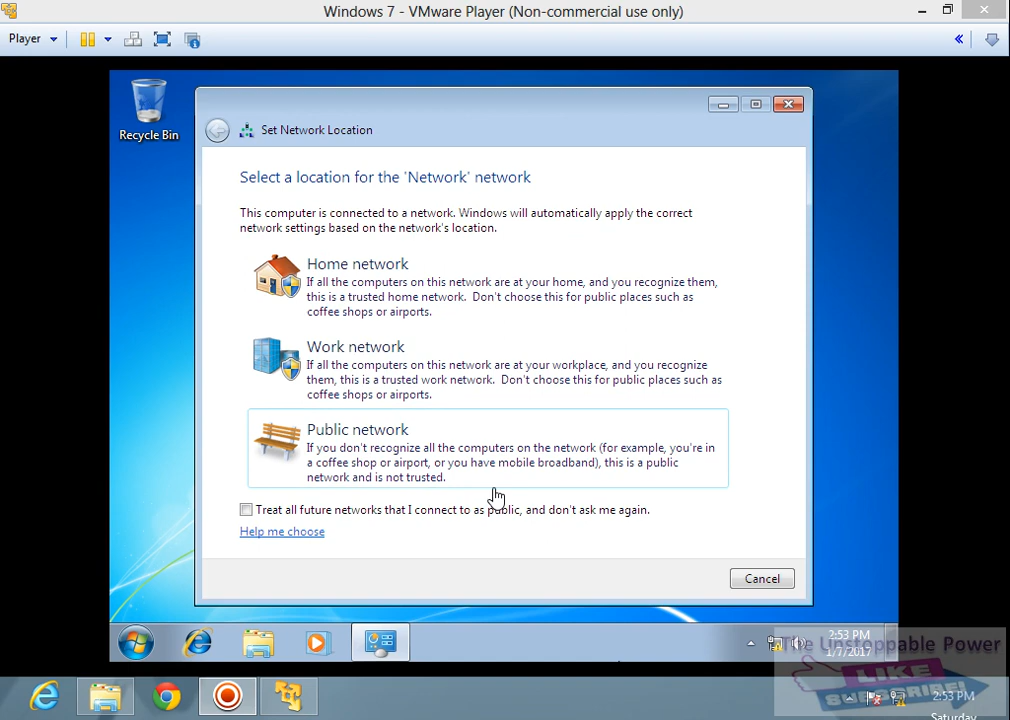 Windows 7 - VMware Player (Non-commercial use only)
Player
Recycle Bin
Set Network Location
Select a location for the 'Network' network
This computer is connected to a network. Windows will automatically apply the correct
network settings based on the network's location.
Home network
If all the computers on this network are at your home, and you recognize them,
this is a trusted home network.  Don't choose this for public places such as
coffee shops or airports.
Work network
If all the computers on this network are at your workplace, and you recognize
them, this is a trusted work network.  Don't choose this for public places such as
coffee shops or airports.
Public network
If you don't recognize all the computers on the network (for example, you're in
a coffee shop or airport, or you have mobile broadband), this is a public
network and is not trusted.
Treat all future networks that I connect to as public, and don't ask me again.
Help me choose
Cancel
2:53 PM
1/7/2017
The Unstoppable Power
LIKE
SUBSCRIBE!
2:53 PM
Saturday